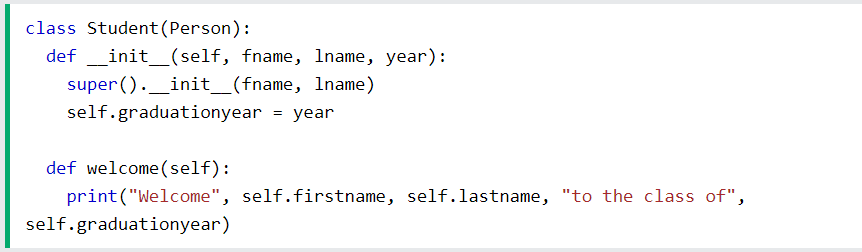 class Student(Person):
  def __init__(self, fname, lname, year):
    super().__init__(fname, lname)
    self.graduationyear = year

  def welcome(self):
    print("Welcome", self.firstname, self.lastname, "to the class of",
self.graduationyear)